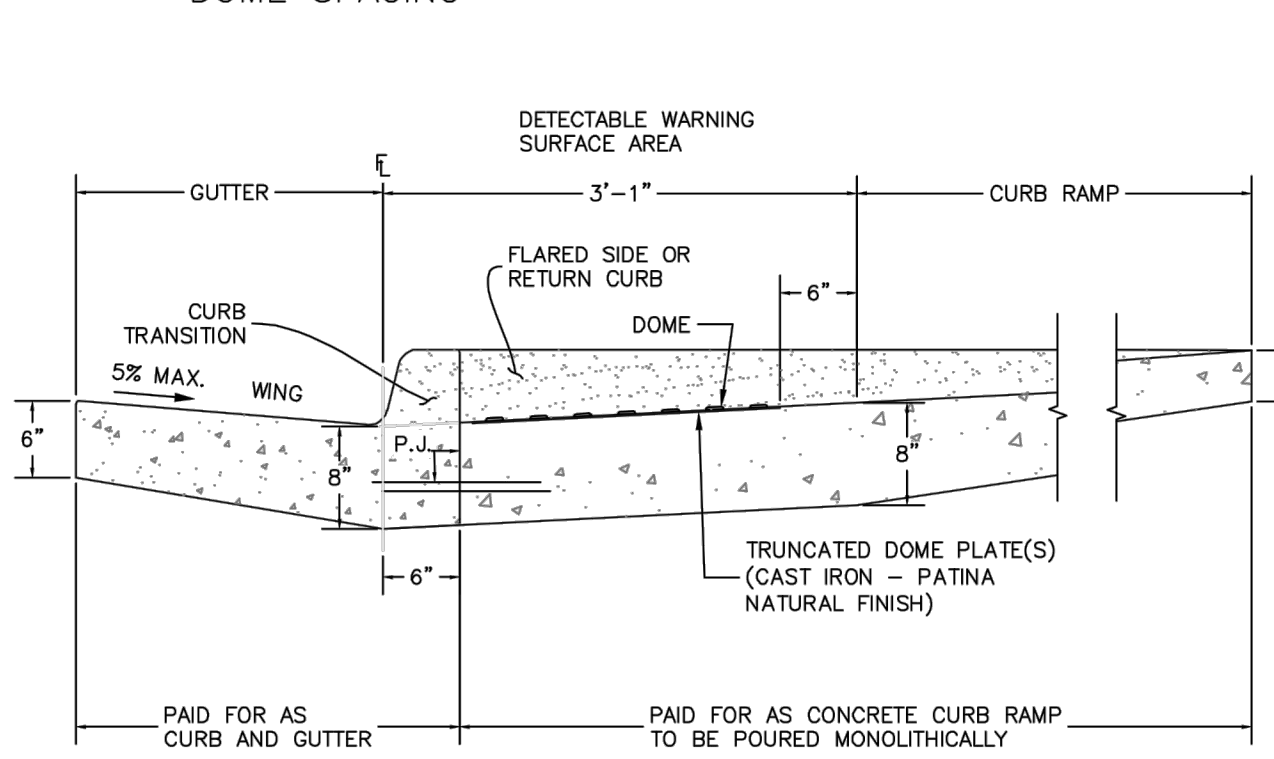 DETECTABLE WARNING
SURFACE AREA
FL
GUTTER
3'-1"
CURB RAMP
FLARED SIDE OR
RETURN CURB
6"
CURB
TRANSITION
DOME
5% MAX.
WING
6"
P.J.
8"
8"
6"
TRUNCATED DOME PLATE(S)
(CAST IRON – PATINA
NATURAL FINISH)
PAID FOR AS
CURB AND GUTTER
PAID FOR AS CONCRETE CURB RAMP
TO BE POURED MONOLITHICALLY